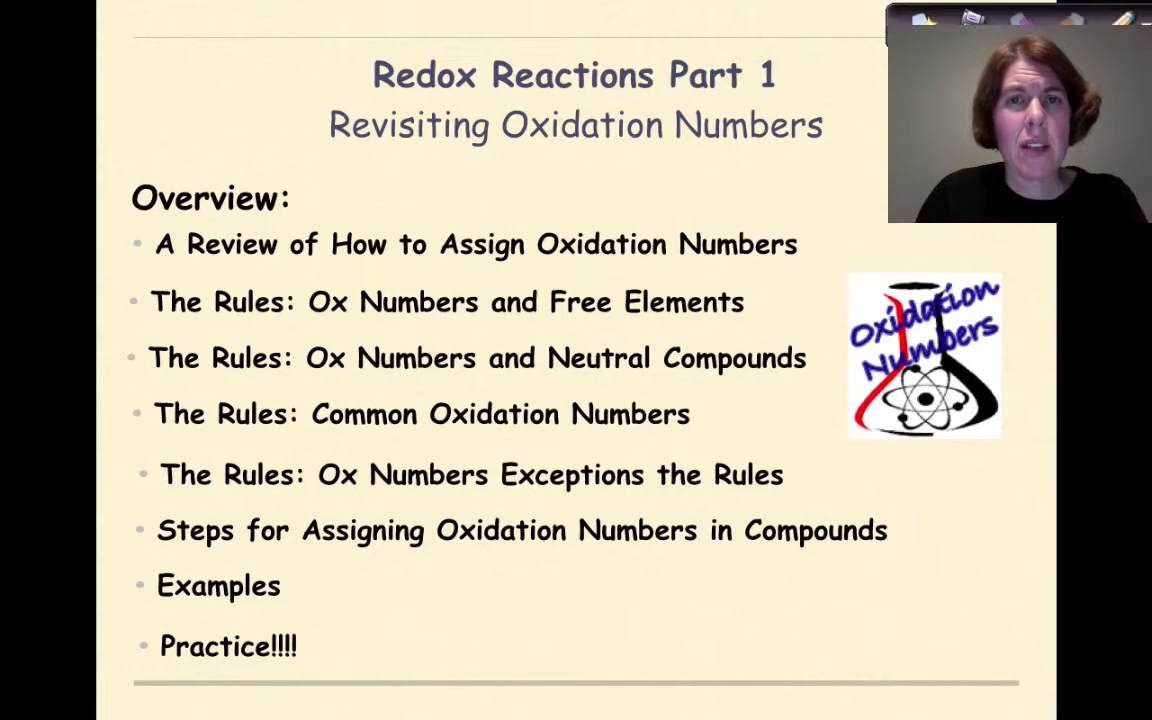 Redox Reactions Part 1
Revisiting Oxidation Numbers
Overview:
• A Review of How to Assign Oxidation Numbers
• The Rules: Ox Numbers and Free Elements
• The Rules: Ox Numbers and Neutral Compounds
• The Rules: Common Oxidation Numbers
• The Rules: Ox Numbers Exceptions the Rules
• Steps for Assigning Oxidation Numbers in Compounds
• Examples
• Practice!!!!
Oxidation
Numbers